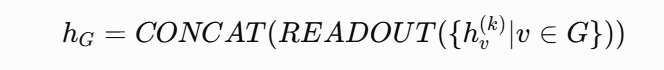 h_G = CONCAT(READOUT({h_v^{(k)}|v ∈ G}))